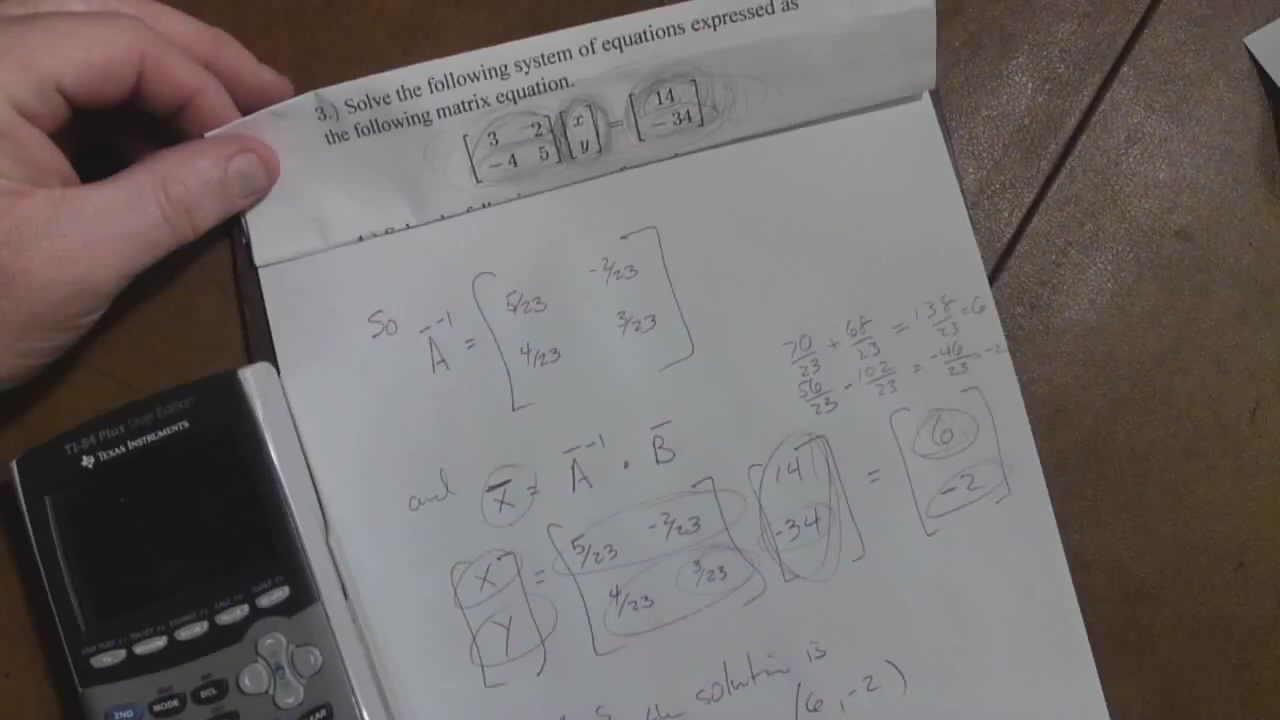 3.) Solve the following system of equations expressed as
the following matrix equation.
[3 2] [x] = [14]
[-4 5] [y] [-34]
So A⁻¹ = [5/23 -2/23]
[4/23 3/23]
70/23 + 68/23 = 138/23 = 6
56/23 - 102/23 = -46/23 = -2
and X = A⁻¹ · B
[X] = [5/23 -2/23] [14] = [6]
[Y] [4/23 3/23] [-34] [-2]
solution is
(6, -2)
TI-84 Plus Silver Edition
TEXAS INSTRUMENTS
2ND
MODE
DEL